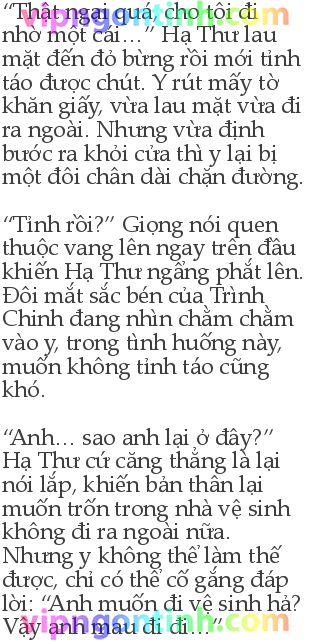 “Thật ngại quá, cho tôi đi
nhờ một cái…” Hạ Thư lau
mặt đến đỏ bừng rồi mới tỉnh
táo được chút. Y rút mấy tờ
khăn giấy, vừa lau mặt vừa đi
ra ngoài. Nhưng vừa định
bước ra khỏi cửa thì y lại bị
một đôi chân dài chặn đường.
“Tỉnh rồi?” Giọng nói quen
thuộc vang lên ngay trên đầu
khiến Hạ Thư ngẩng phắt lên.
Đôi mắt sắc bén của Trình
Chinh đang nhìn chằm chằm
vào y, trong tình huống này,
muốn không tỉnh táo cũng
khó.
“Anh… sao anh lại ở đây?”
Hạ Thư cứ căng thẳng là lại
nói lắp, khiến bản thân lại
muốn trốn trong nhà vệ sinh
không đi ra ngoài nữa.
Nhưng y không thể làm thế
được, chỉ có thể cố gắng đáp
lời: “Anh muốn đi vệ sinh hả?
Vậy anh mau đi đi…”
vipngontinh
vipngontinh